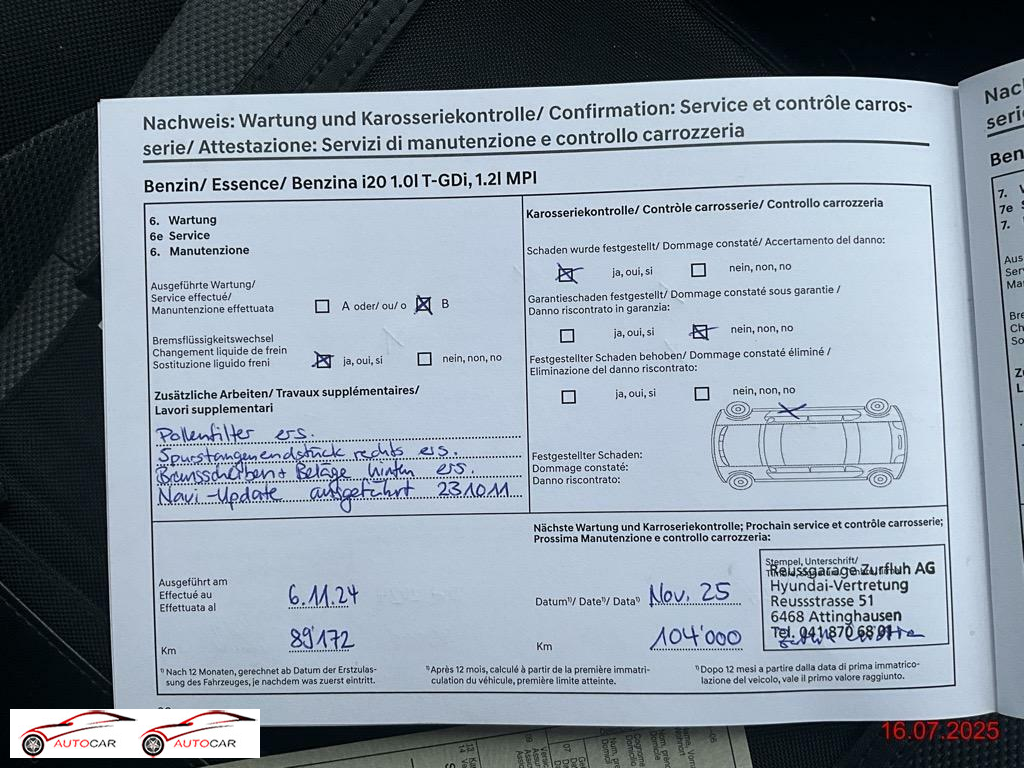 Nachweis: Wartung und Karosseriekontrolle/ Confirmation: Service et contrôle carros-
serie/ Attestazione: Servizi di manutenzione e controllo carrozzeria
Benzin/ Essence/ Benzina i20 1.0l T-GDi, 1.2l MPI
6. Wartung
6e Service
6. Manutenzione
Ausgeführte Wartung/
Service effectué/
Manuntenzione effettuata
A oder/ ou/ o
B
Bremsflüssigkeitswechsel
Changement liquide de frein
Sostituzione liguido freni
ja, oui, si
nein, non, no
Zusätzliche Arbeiten/ Travaux supplémentaires/
Lavori supplementari
Pollenfilter ers.
Spurstangenendstück rechts ers.
Bremsscheiben + Beläge hinten ers.
Navi-Update ausgeführt 231011
Karosseriekontrolle/ Contrôle carrosserie/ Controllo carrozzeria
Schaden wurde festgestellt/ Dommage constaté/ Accertamento del danno:
ja, oui, si
nein, non, no
Garantieschaden festgestellt/ Dommage constaté sous garantie /
Danno riscontrato in garanzia:
ja, oui, si
nein, non, no
Festgestellter Schaden behoben/ Dommage constaté éliminé /
Eliminazione del danno riscontrato:
ja, oui, si
nein, non, no
Festgestellter Schaden:
Dommage constaté:
Danno riscontrato:
Ausgeführt am
Effectué au
Effettuata al
6.11.24
Km
89'172
Nächste Wartung und Karroseriekontrolle; Prochain service et contrôle carrosserie;
Prossima Manutenzione e controllo carrozzeria:
Datum¹⁾/ Date¹⁾/ Data¹⁾
Nov. 25
Km
104'000
Stempel, Unterschrift/
Reussgarage Zurfluh AG
Hyundai-Vertretung
Reussstrasse 51
6468 Attinghausen
Tel. 041 870 68 01
¹⁾ Nach 12 Monaten, gerechnet ab Datum der Erstzulas-
sung des Fahrzeuges, je nachdem was zuerst eintritt.
¹⁾ Après 12 mois, calculé à partir de la première immatri-
culation du véhicule, première limite atteinte.
¹⁾ Dopo 12 mesi a partire dalla data di prima immatrico-
lazione del veicolo, vale il primo valore raggiunto.
7.
7e
7.
AUTOCAR
AUTOCAR
16.07.2025